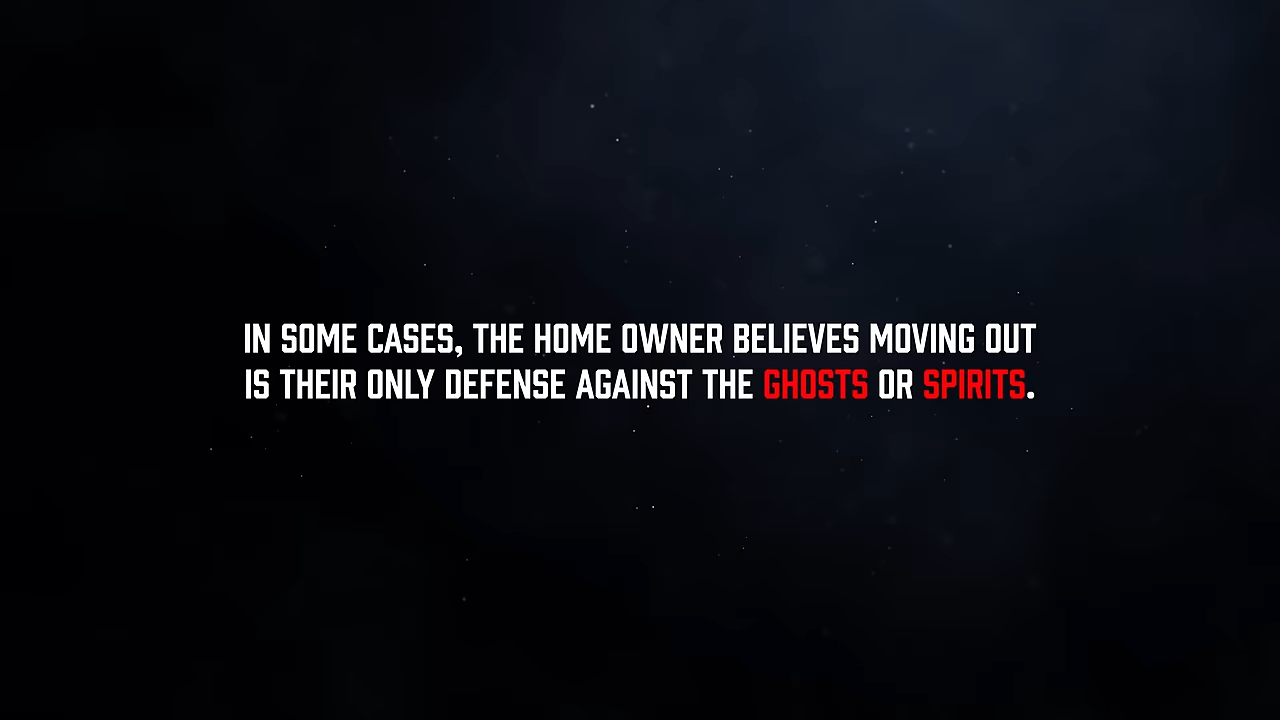 IN SOME CASES, THE HOME OWNER BELIEVES MOVING OUT
IS THEIR ONLY DEFENSE AGAINST THE GHOSTS OR SPIRITS.